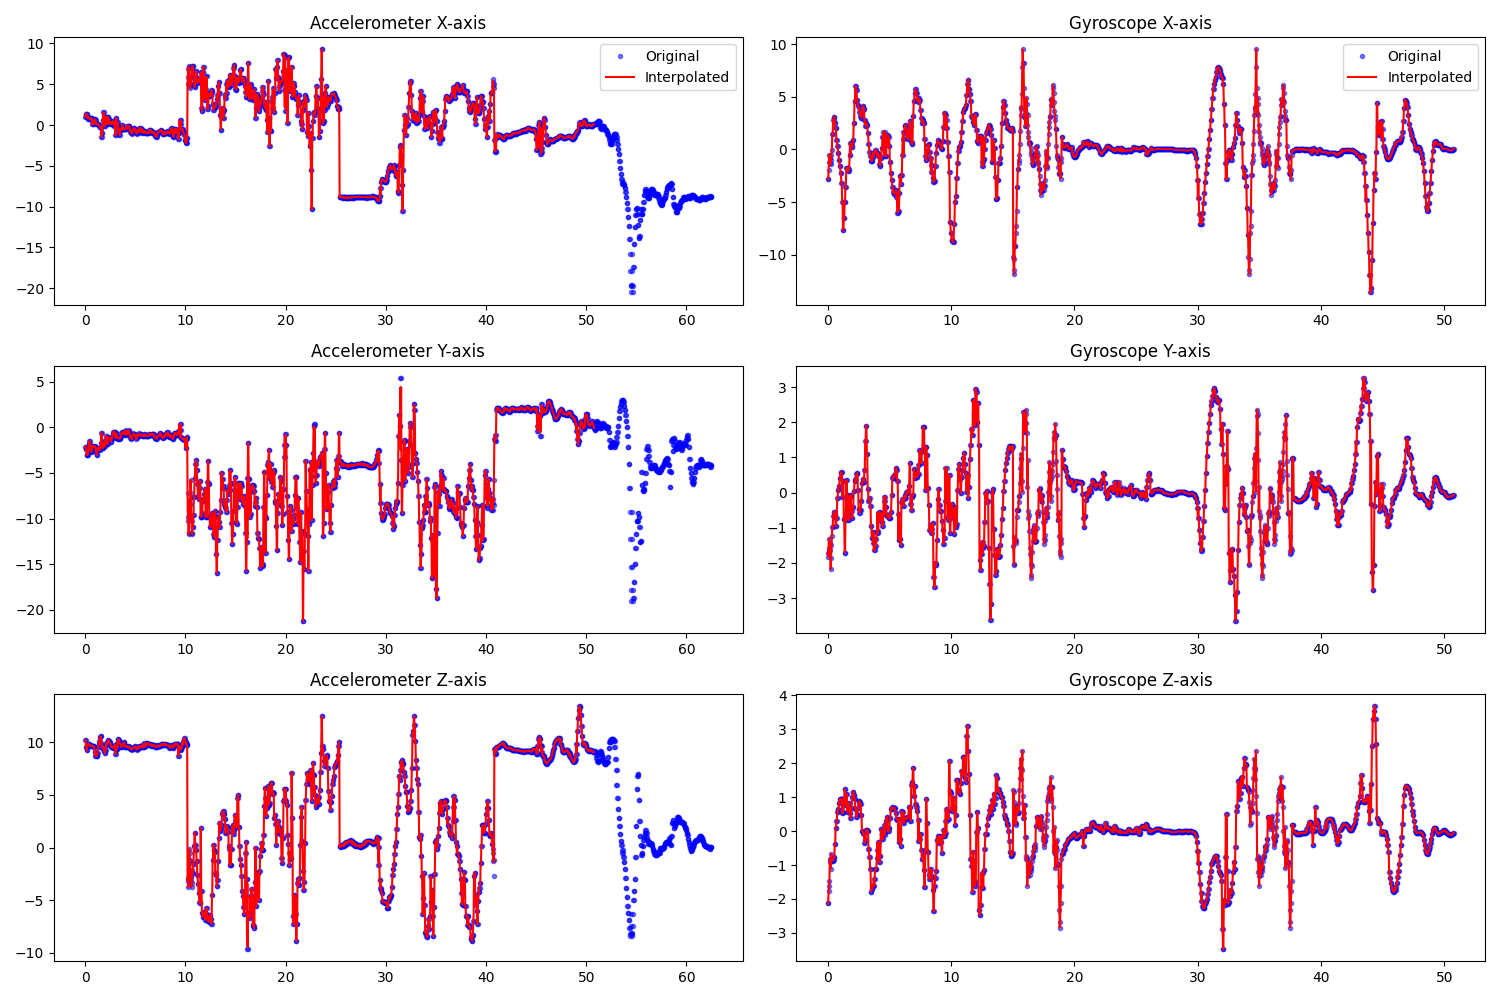 Accelerometer X-axis
10
5
0
−5
−10
−15
−20
0 10 20 30 40 50 60
Original
Interpolated
Gyroscope X-axis
10
5
0
−5
−10
0 10 20 30 40 50
Original
Interpolated
Accelerometer Y-axis
5
0
−5
−10
−15
−20
0 10 20 30 40 50 60
Gyroscope Y-axis
3
2
1
0
−1
−2
−3
0 10 20 30 40 50
Accelerometer Z-axis
10
5
0
−5
−10
0 10 20 30 40 50 60
Gyroscope Z-axis
4
3
2
1
0
−1
−2
−3
0 10 20 30 40 50